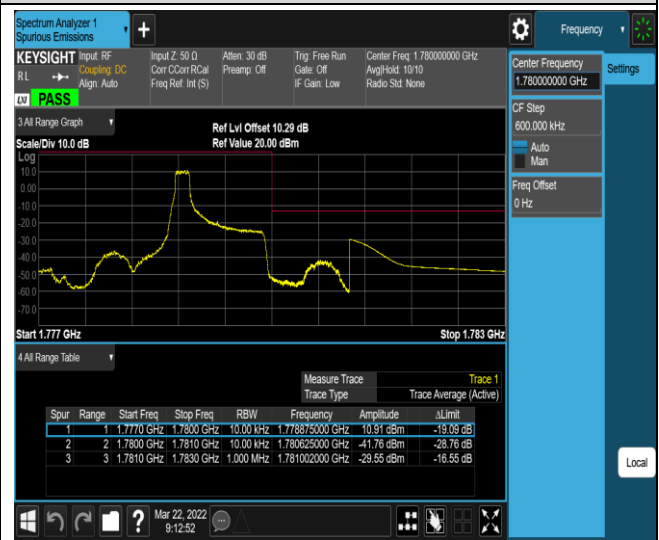 Spectrum Analyzer 1
Spurious Emissions
Frequency
KEYSIGHT
R L
LXI
PASS
Input: RF
Coupling: DC
Align: Auto
Input Z: 50 Ω
Corr CCorr RCal
Freq Ref: Int (S)
Atten: 30 dB
Preamp: Off
Trig: Free Run
Gate: Off
IF Gain: Low
Center Freq: 1.780000000 GHz
Avg|Hold: 10/10
Radio Std: None
Center Frequency
1.780000000 GHz
Settings
CF Step
600.000 kHz
Auto
Man
Freq Offset
0 Hz
3 All Range Graph
Ref Lvl Offset 10.29 dB
Scale/Div 10.0 dB
Ref Value 20.00 dBm
Log
10.0
0.00
-10.0
-20.0
-30.0
-40.0
-50.0
-60.0
-70.0
Start 1.777 GHz
Stop 1.783 GHz
4 All Range Table
Measure Trace Trace 1
Trace Type Trace Average (Active)
Spur Range Start Freq Stop Freq RBW Frequency Amplitude ΔLimit
1 1 1.7770 GHz 1.7800 GHz 10.00 kHz 1.778875000 GHz 10.91 dBm -19.09 dB
2 2 1.7800 GHz 1.7810 GHz 10.00 kHz 1.780625000 GHz -41.76 dBm -28.76 dB
3 3 1.7810 GHz 1.7830 GHz 1.000 MHz 1.781002000 GHz -29.55 dBm -16.55 dB
Local
Mar 22, 2022
9:12:52